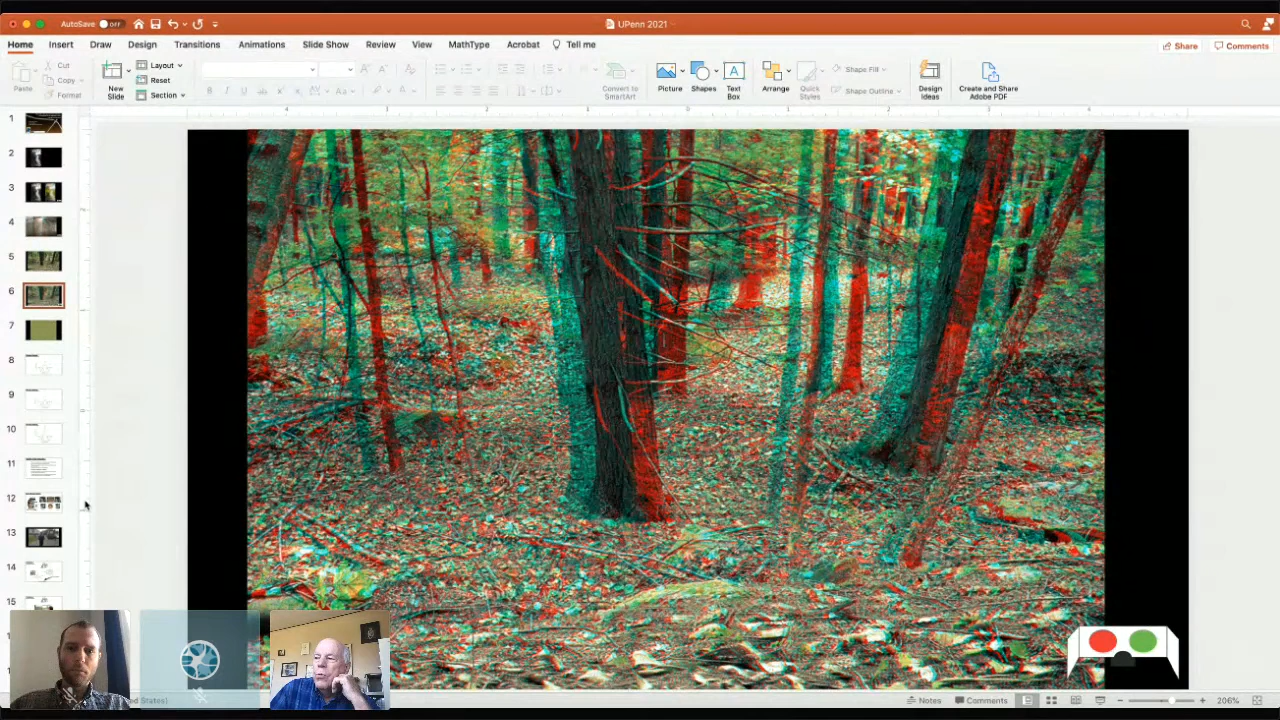 AutoSave OFF UPenn 2021
Home Insert Draw Design Transitions Animations Slide Show Review View MathType Acrobat Tell me Share Comments
Paste Cut Copy Format New Slide Layout Reset Section
B I U
Convert to SmartArt Picture Shapes Text Box Arrange Quick Styles Shape Fill Shape Outline Design Ideas Create and Share Adobe PDF
1
2
3
4
5
6
7
8
9
10
11
12
13
14
15
States) Notes Comments 206%